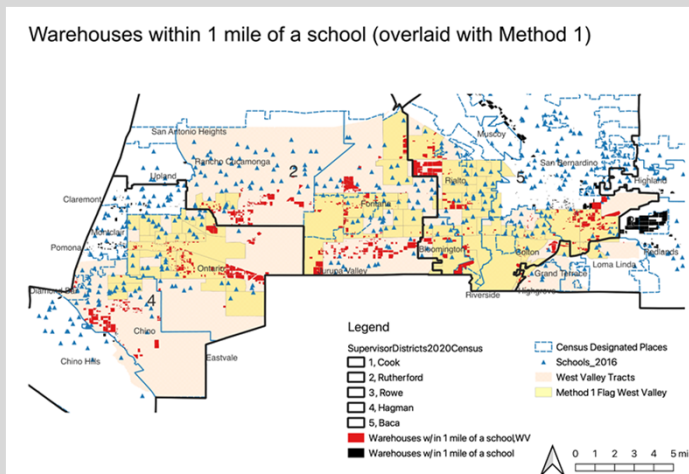 Warehouses within 1 mile of a school (overlaid with Method 1)
San Antonio Heights
Muscoy
Rancho Cucamonga
2
San Bernardino
Upland
Rialto
5
Highland
Claremont
Fontana
Montclair
Pomona
Bloomington
Colton
Redlands
Ontario
Jurupa Valley
Loma Linda
Grand Terrace
Diamond Bar
4
Riverside
Highgrove
Chino
Chino Hills
Eastvale
Legend
SupervisorDistricts2020Census
1, Cook
2, Rutherford
3, Rowe
4, Hagman
5, Baca
Warehouses w/in 1 mile of a school,WV
Warehouses w/in 1 mile of a school
Census Designated Places
Schools_2016
West Valley Tracts
Method 1 Flag West Valley
0 1 2 3 4 5 mi